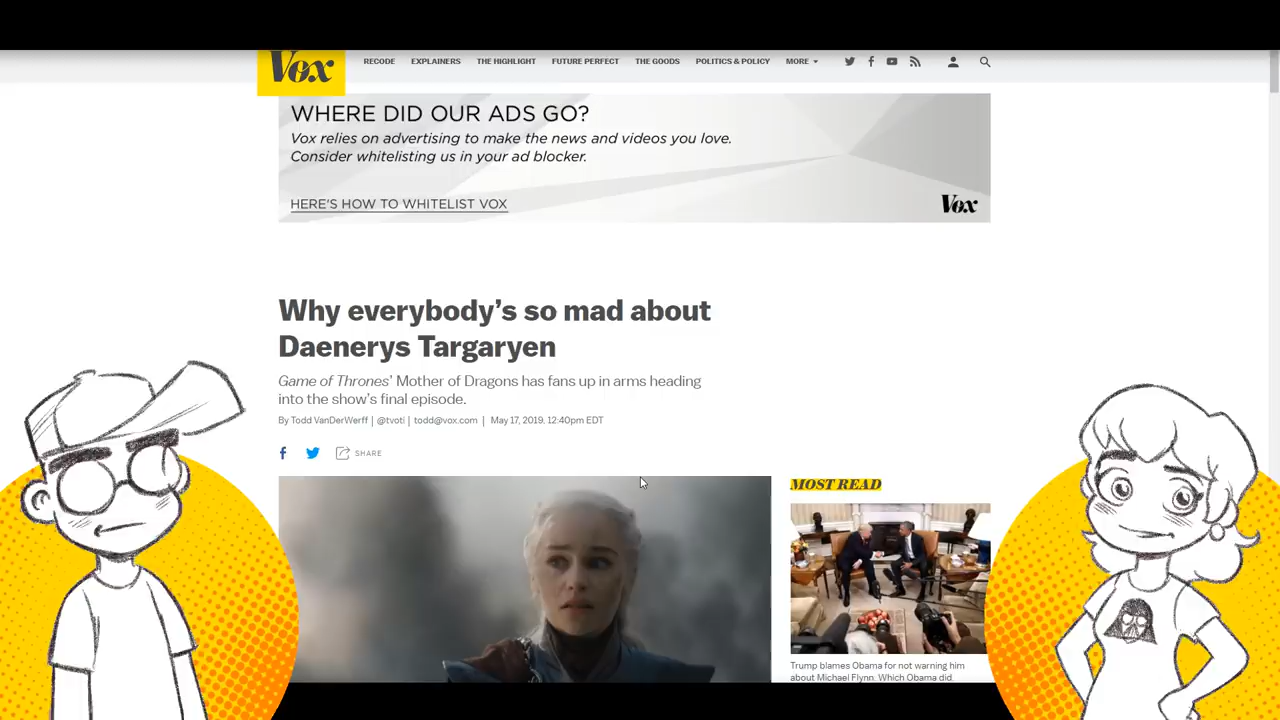 Vox
RECODE EXPLAINERS THE HIGHLIGHT FUTURE PERFECT THE GOODS POLITICS & POLICY MORE
WHERE DID OUR ADS GO?
Vox relies on advertising to make the news and videos you love.
Consider whitelisting us in your ad blocker.
HERE'S HOW TO WHITELIST VOX
Vox
Why everybody's so mad about
Daenerys Targaryen
Game of Thrones' Mother of Dragons has fans up in arms heading
into the show's final episode.
By Todd VanDerWerff | @tvoti | todd@vox.com | May 17, 2019, 12:40pm EDT
SHARE
MOST READ
Trump blames Obama for not warning him
about Michael Flynn. Which Obama did.